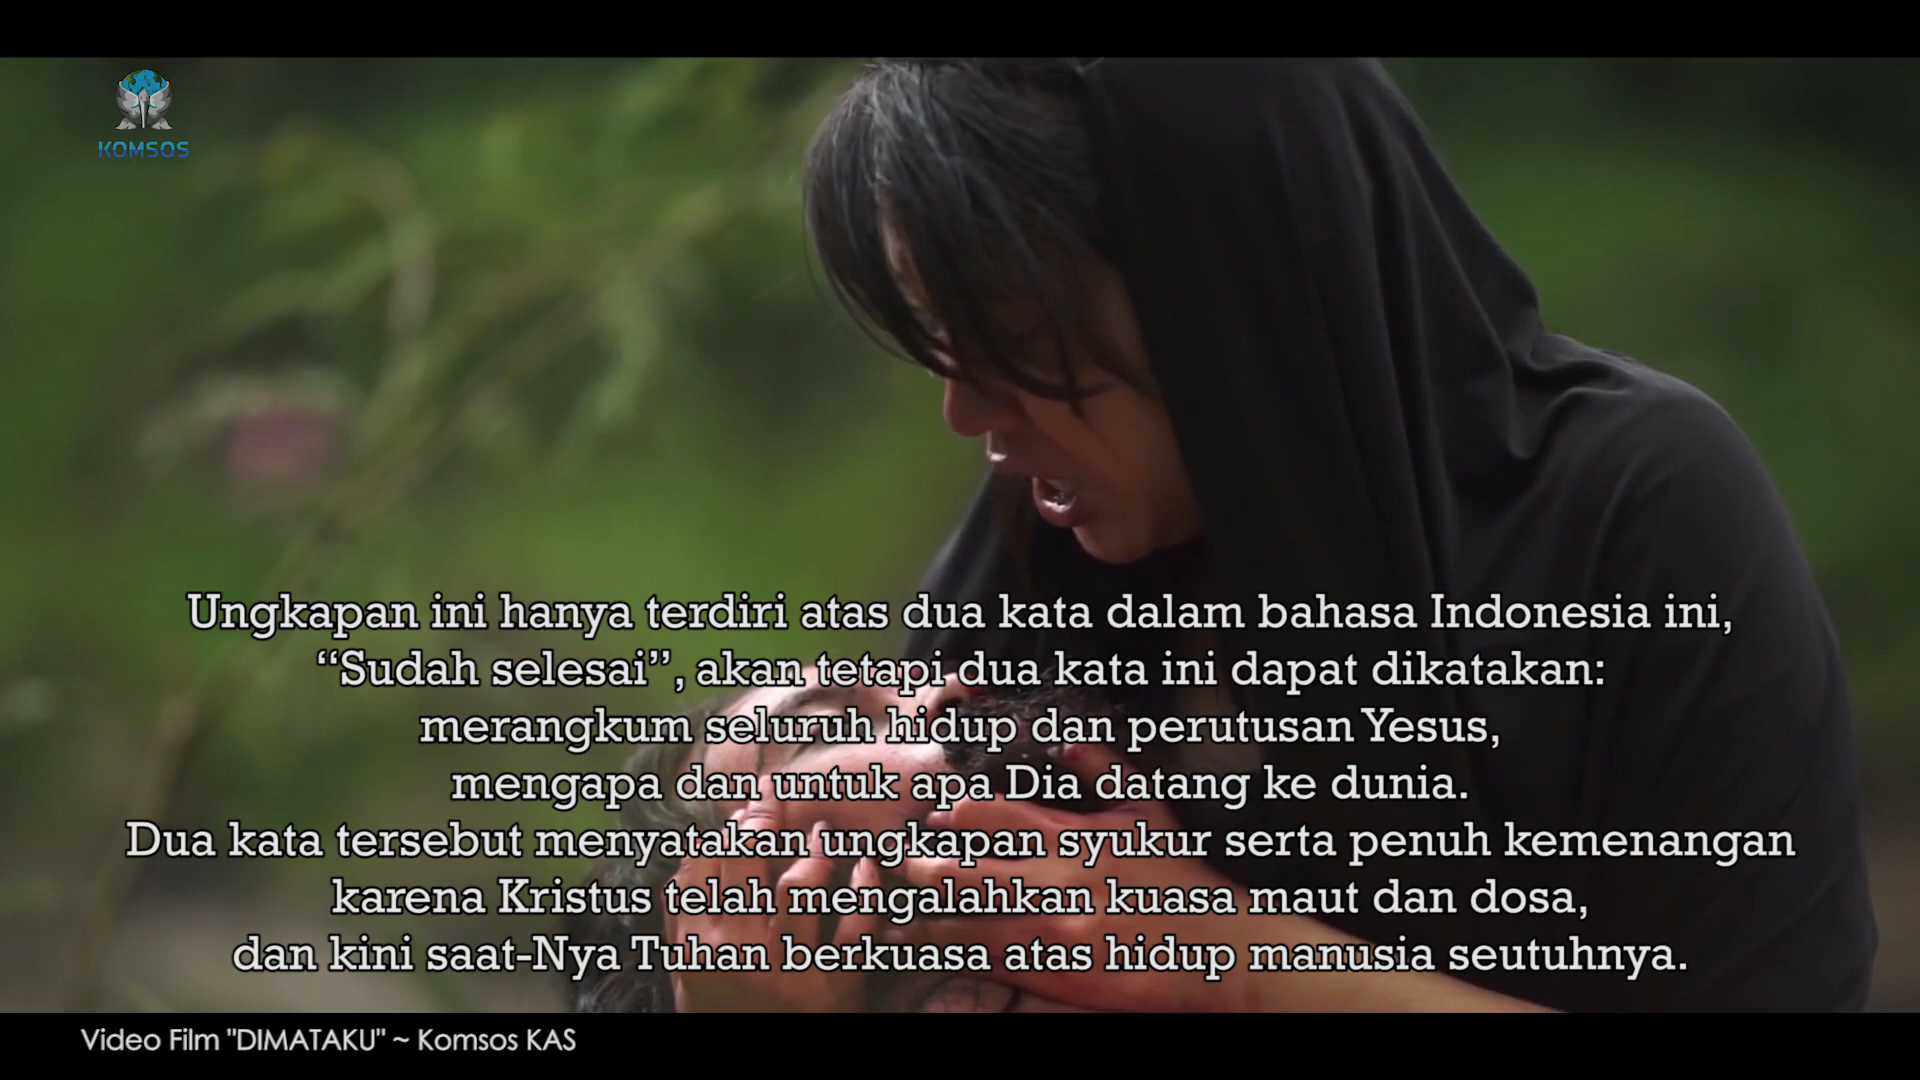 KOMSOS
Ungkapan ini hanya terdiri atas dua kata dalam bahasa Indonesia ini,
“Sudah selesai”, akan tetapi dua kata ini dapat dikatakan:
merangkum seluruh hidup dan perutusan Yesus,
mengapa dan untuk apa Dia datang ke dunia.
Dua kata tersebut menyatakan ungkapan syukur serta penuh kemenangan
karena Kristus telah mengalahkan kuasa maut dan dosa,
dan kini saat-Nya Tuhan berkuasa atas hidup manusia seutuhnya.
Video Film "DIMATAKU" ~ Komsos KAS